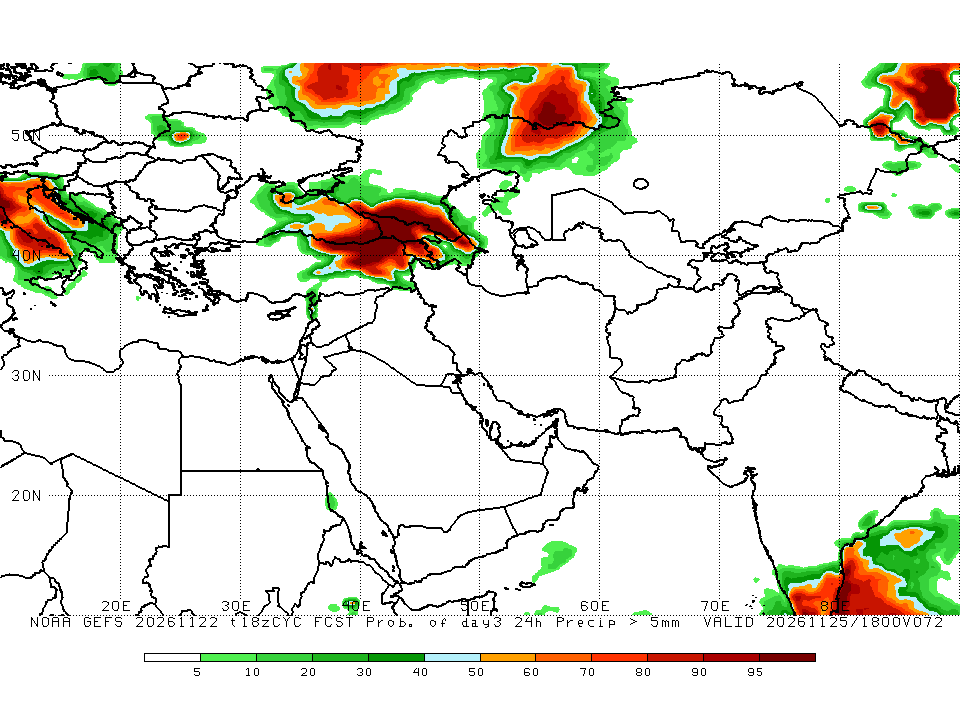 50N
40N
30N
20N
20E 30E 40E 50E 60E 70E 80E
NOAA GEFS 20261122 t18zCYC FCST Prob. of day3 24h Precip > 5mm VALID 20261125/1800V072
5 10 20 30 40 50 60 70 80 90 95